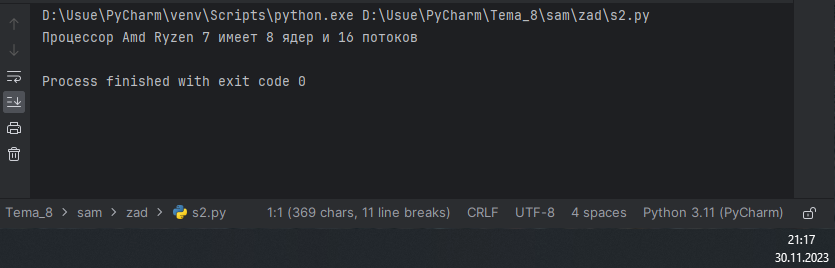 D:\Usue\PyCharm\venv\Scripts\python.exe D:\Usue\PyCharm\Tema_8\sam\zad\s2.py
Процессор Amd Ryzen 7 имеет 8 ядер и 16 потоков
Process finished with exit code 0
Tema_8 > sam > zad > s2.py 1:1 (369 chars, 11 line breaks) CRLF UTF-8 4 spaces Python 3.11 (PyCharm)
21:17
30.11.2023